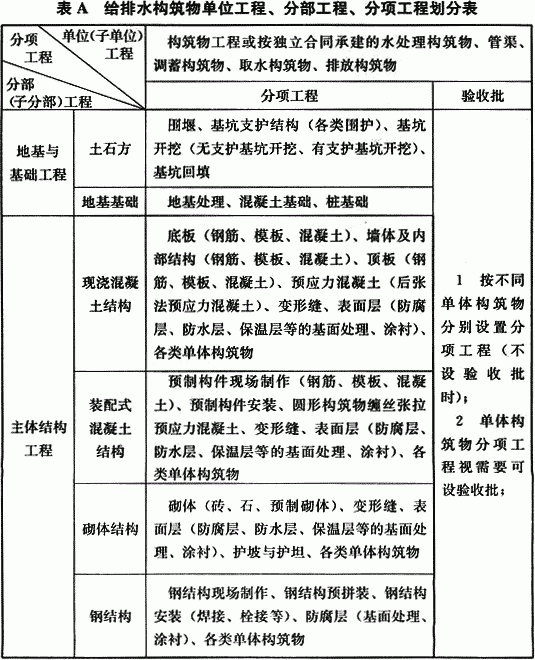 表 A 给排水构筑物单位工程、分部工程、分项工程划分表
分项
工程
单位(子单位)
工程
分部
(子分部)工程
构筑物工程或按独立合同承建的水处理构筑物、管渠、
调蓄构筑物、取水构筑物、排放构筑物
分项工程
验收批
地基与
基础工程
土石方
围堰、基坑支护结构（各类围护）、基坑
开挖（无支护基坑开挖、有支护基坑开挖）、
基坑回填
地基基础
地基处理、混凝土基础、桩基础
主体结构
工程
现浇混凝
土结构
底板（钢筋、模板、混凝土）、墙体及内
部结构（钢筋、模板、混凝土）、顶板（钢
筋、模板、混凝土）、预应力混凝土（后张
法预应力混凝土）、变形缝、表面层（防腐
层、防水层、保温层等的基面处理、涂衬）、
各类单体构筑物
装配式
混凝土
结构
预制构件现场制作（钢筋、模板、混凝
土）、预制构件安装、圆形构筑物缠丝张拉
预应力混凝土、变形缝、表面层（防腐层、
防水层、保温层等的基面处理、涂衬）、各
类单体构筑物
砌体结构
砌体（砖、石、预制砌体）、变形缝、表
面层（防腐层、防水层、保温层等的基面处
理、涂衬）、护坡与护坦、各类单体构筑物
钢结构
钢结构现场制作、钢结构预拼装、钢结构
安装（焊接、栓接等）、防腐层（基面处理、
涂衬）、各类单体构筑物
1 按不同
单体构筑物
分别设置分
项工程（不
设验收批
时）；
2 单体构
筑物分项工
程视需要可
设验收批；